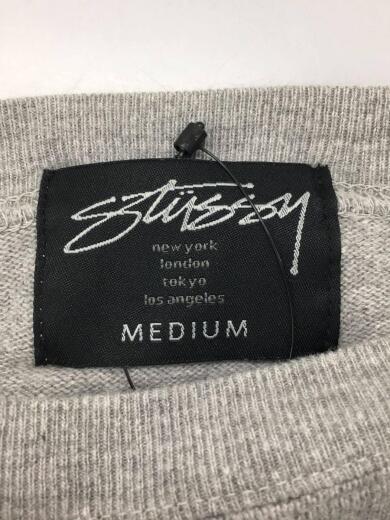 Stüssy
new york
london
tokyo
los angeles
MEDIUM